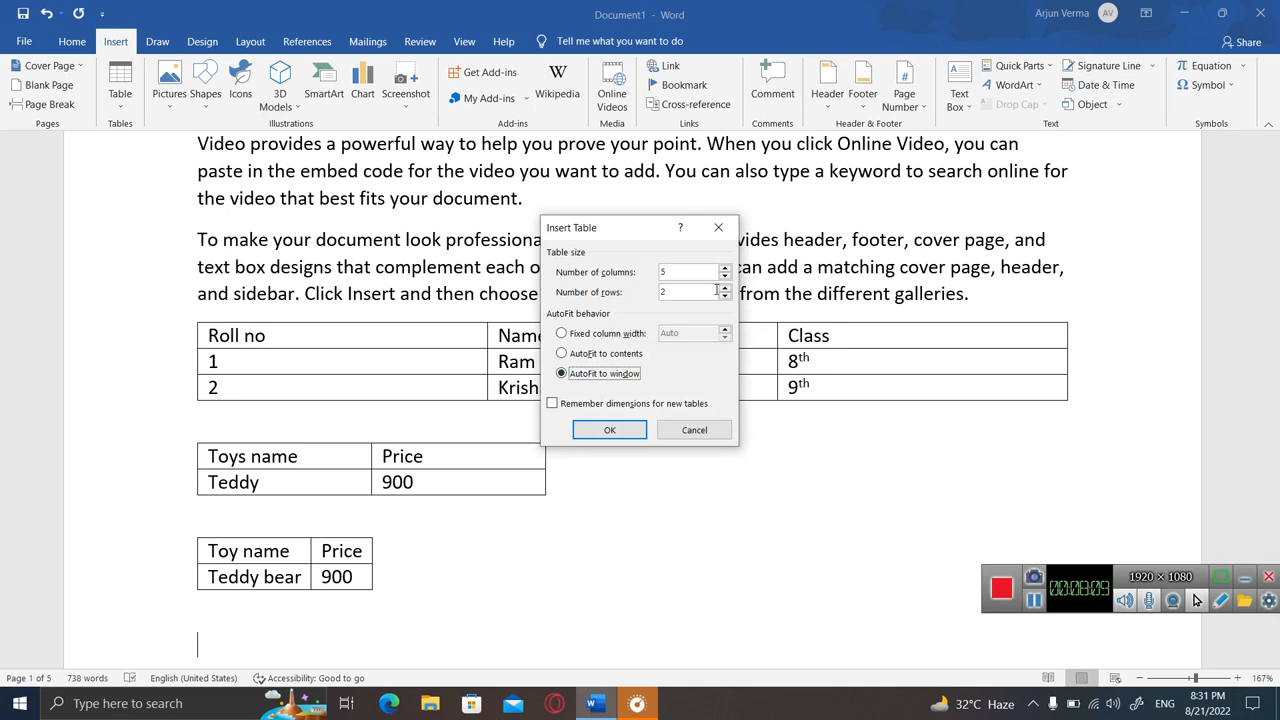 Document1 - Word
Arjun Verma AV
File Home Insert Draw Design Layout References Mailings Review View Help Tell me what you want to do Share
Cover Page
Blank Page
Page Break
Pages
Table
Tables
Pictures Shapes Icons 3D Models SmartArt Chart Screenshot
Illustrations
Get Add-ins
My Add-ins
Wikipedia
Add-ins
Online Videos
Media
Link
Bookmark
Cross-reference
Links
Comment
Comments
Header Footer Page Number
Header & Footer
Text Box
Quick Parts
WordArt
Drop Cap
Signature Line
Date & Time
Object
Text
Equation
Symbol
Symbols
Video provides a powerful way to help you prove your point. When you click Online Video, you can
paste in the embed code for the video you want to add. You can also type a keyword to search online for
the video that best fits your document.
To make your document look profession vides header, footer, cover page, and
text box designs that complement each o can add a matching cover page, header,
and sidebar. Click Insert and then choose from the different galleries.
Insert Table ?
Table size
Number of columns: 5
Number of rows: 2
AutoFit behavior
Fixed column width: Auto
AutoFit to contents
AutoFit to window
Remember dimensions for new tables
OK Cancel
Roll no Name Class
1 Ram 8th
2 Krish 9th
Toys name Price
Teddy 900
Toy name Price
Teddy bear 900
1920 × 1080
00:08:09
Page 1 of 5 738 words English (United States) Accessibility: Good to go 167%
Type here to search
32°C Haze ENG 8:31 PM
8/21/2022